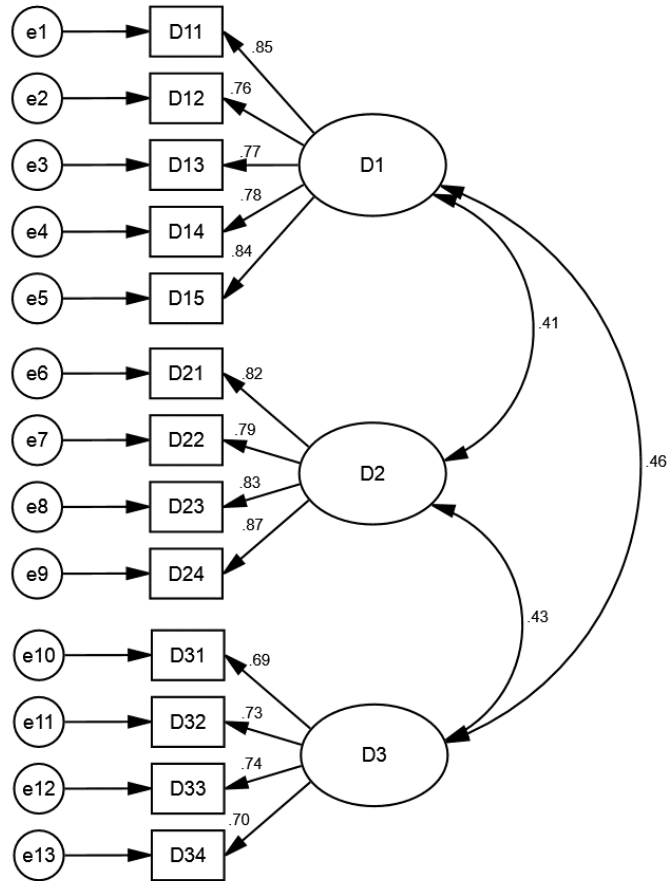 e1 D11 .85
e2 D12 .76
e3 D13 .77 D1
e4 D14 .78
e5 D15 .84
.41
e6 D21 .82
e7 D22 .79
D2 .46
e8 D23 .83
e9 D24 .87
.43
e10 D31 .69
e11 D32 .73
D3
e12 D33 .74
e13 D34 .70